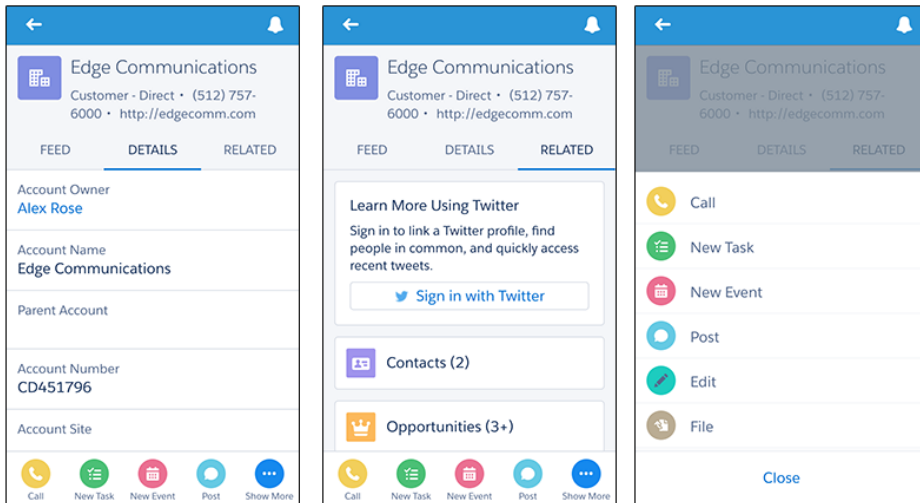 Edge Communications
Customer - Direct • (512) 757-
6000 • http://edgecomm.com
FEED DETAILS RELATED
Account Owner
Alex Rose
Account Name
Edge Communications
Parent Account
Account Number
CD451796
Account Site
Call New Task New Event Post Show More
Edge Communications
Customer - Direct • (512) 757-
6000 • http://edgecomm.com
FEED DETAILS RELATED
Learn More Using Twitter
Sign in to link a Twitter profile, find
people in common, and quickly access
recent tweets.
Sign in with Twitter
Contacts (2)
Opportunities (3+)
Call New Task New Event Post Show More
Edge Communications
Customer - Direct • (512) 757-
6000 • http://edgecomm.com
FEED DETAILS RELATED
Call
New Task
New Event
Post
Edit
File
Close